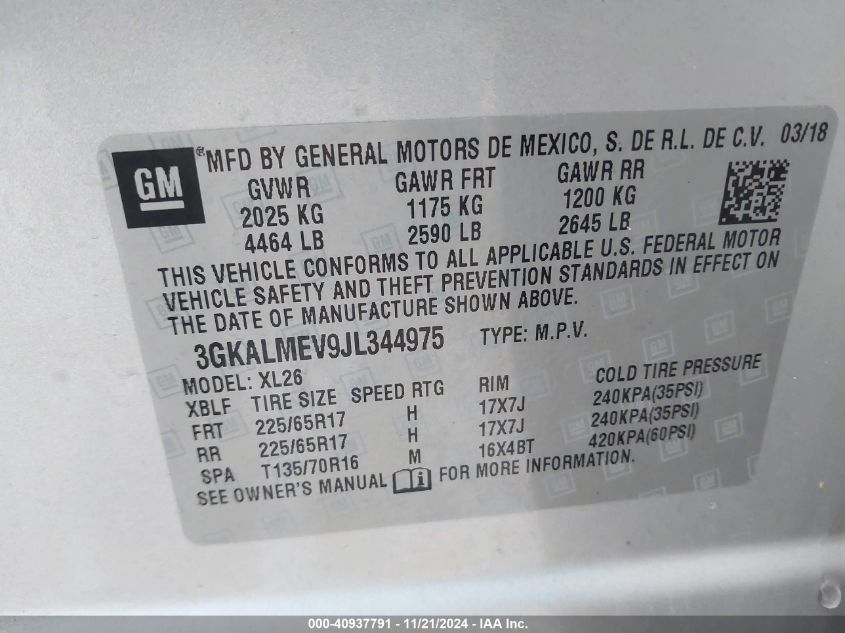 GM ® MFD BY GENERAL MOTORS DE MEXICO, S. DE R.L. DE C.V. 03/18
GVWR GAWR FRT GAWR RR
2025 KG 1175 KG 1200 KG
4464 LB 2590 LB 2645 LB
THIS VEHICLE CONFORMS TO ALL APPLICABLE U.S. FEDERAL MOTOR
VEHICLE SAFETY AND THEFT PREVENTION STANDARDS IN EFFECT ON
THE DATE OF MANUFACTURE SHOWN ABOVE.
3GKALMEV9JL344975 TYPE: M.P.V.
MODEL: XL26
XBLF TIRE SIZE SPEED RTG RIM COLD TIRE PRESSURE
FRT 225/65R17 H 17X7J 240KPA(35PSI)
RR 225/65R17 H 17X7J 240KPA(35PSI)
SPA T135/70R16 M 16X4BT 420KPA(60PSI)
SEE OWNER'S MANUAL FOR MORE INFORMATION.
000-40937791 - 11/21/2024 - IAA Inc.